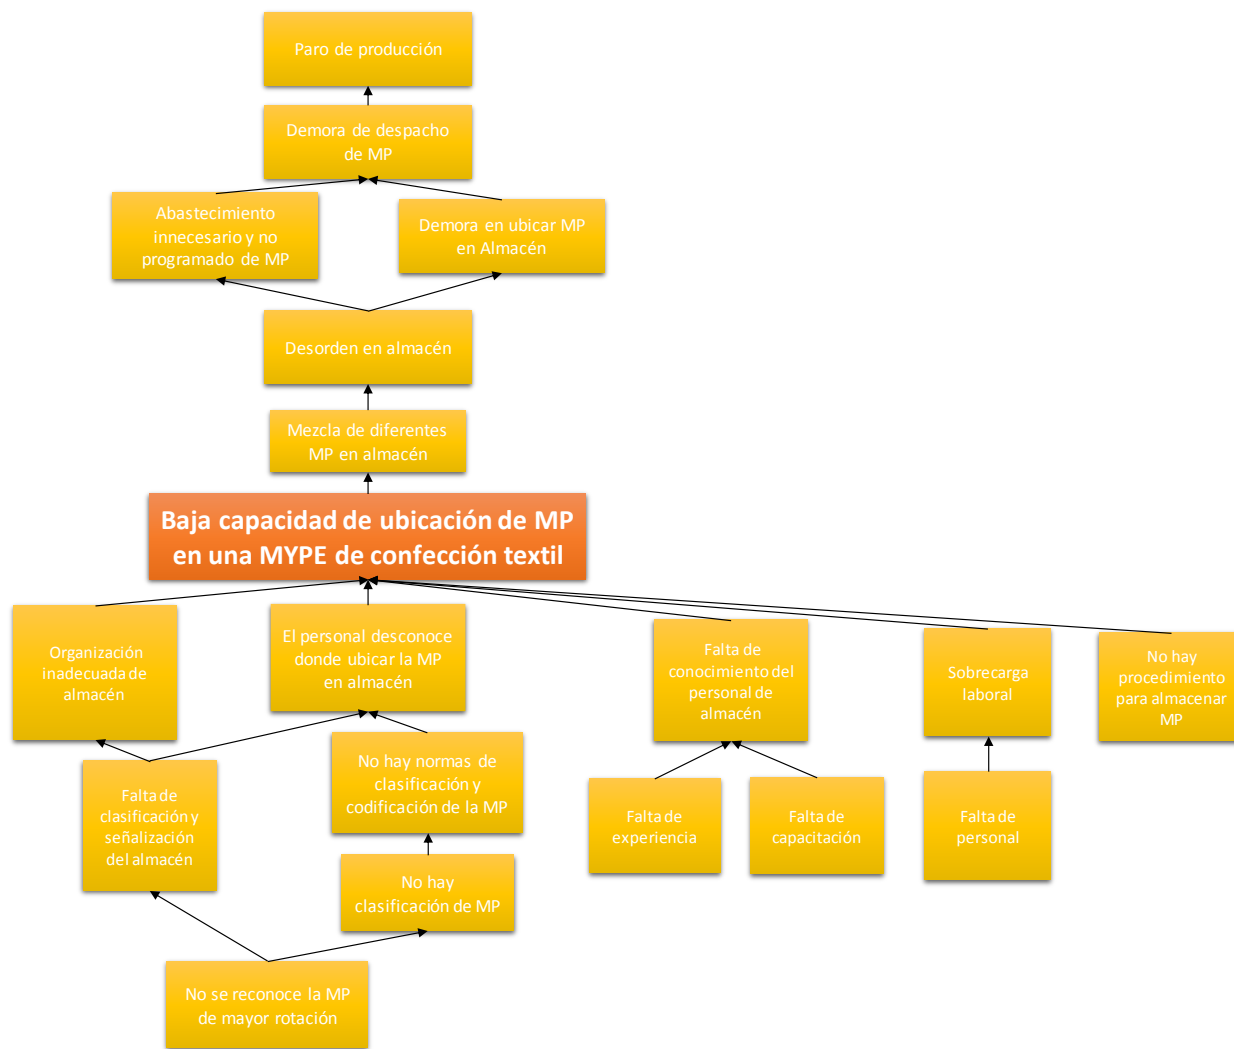 Paro de producción
Demora de despacho
de MP
Abastecimiento
innecesario y no
programado de MP
Demora en ubicar MP
en Almacén
Desorden en almacén
Mezcla de diferentes
MP en almacén
Baja capacidad de ubicación de MP
en una MYPE de confección textil
Organización
inadecuada de
almacén
El personal desconoce
donde ubicar la MP
en almacén
Falta de
conocimiento del
personal de
almacén
Sobrecarga
laboral
No hay
procedimiento
para almacenar
MP
Falta de
clasificación y
señalización
del almacén
No hay normas de
clasificación y
codificación de la MP
Falta de
experiencia
Falta de
capacitación
Falta de
personal
No hay
clasificación de MP
No se reconoce la MP
de mayor rotación